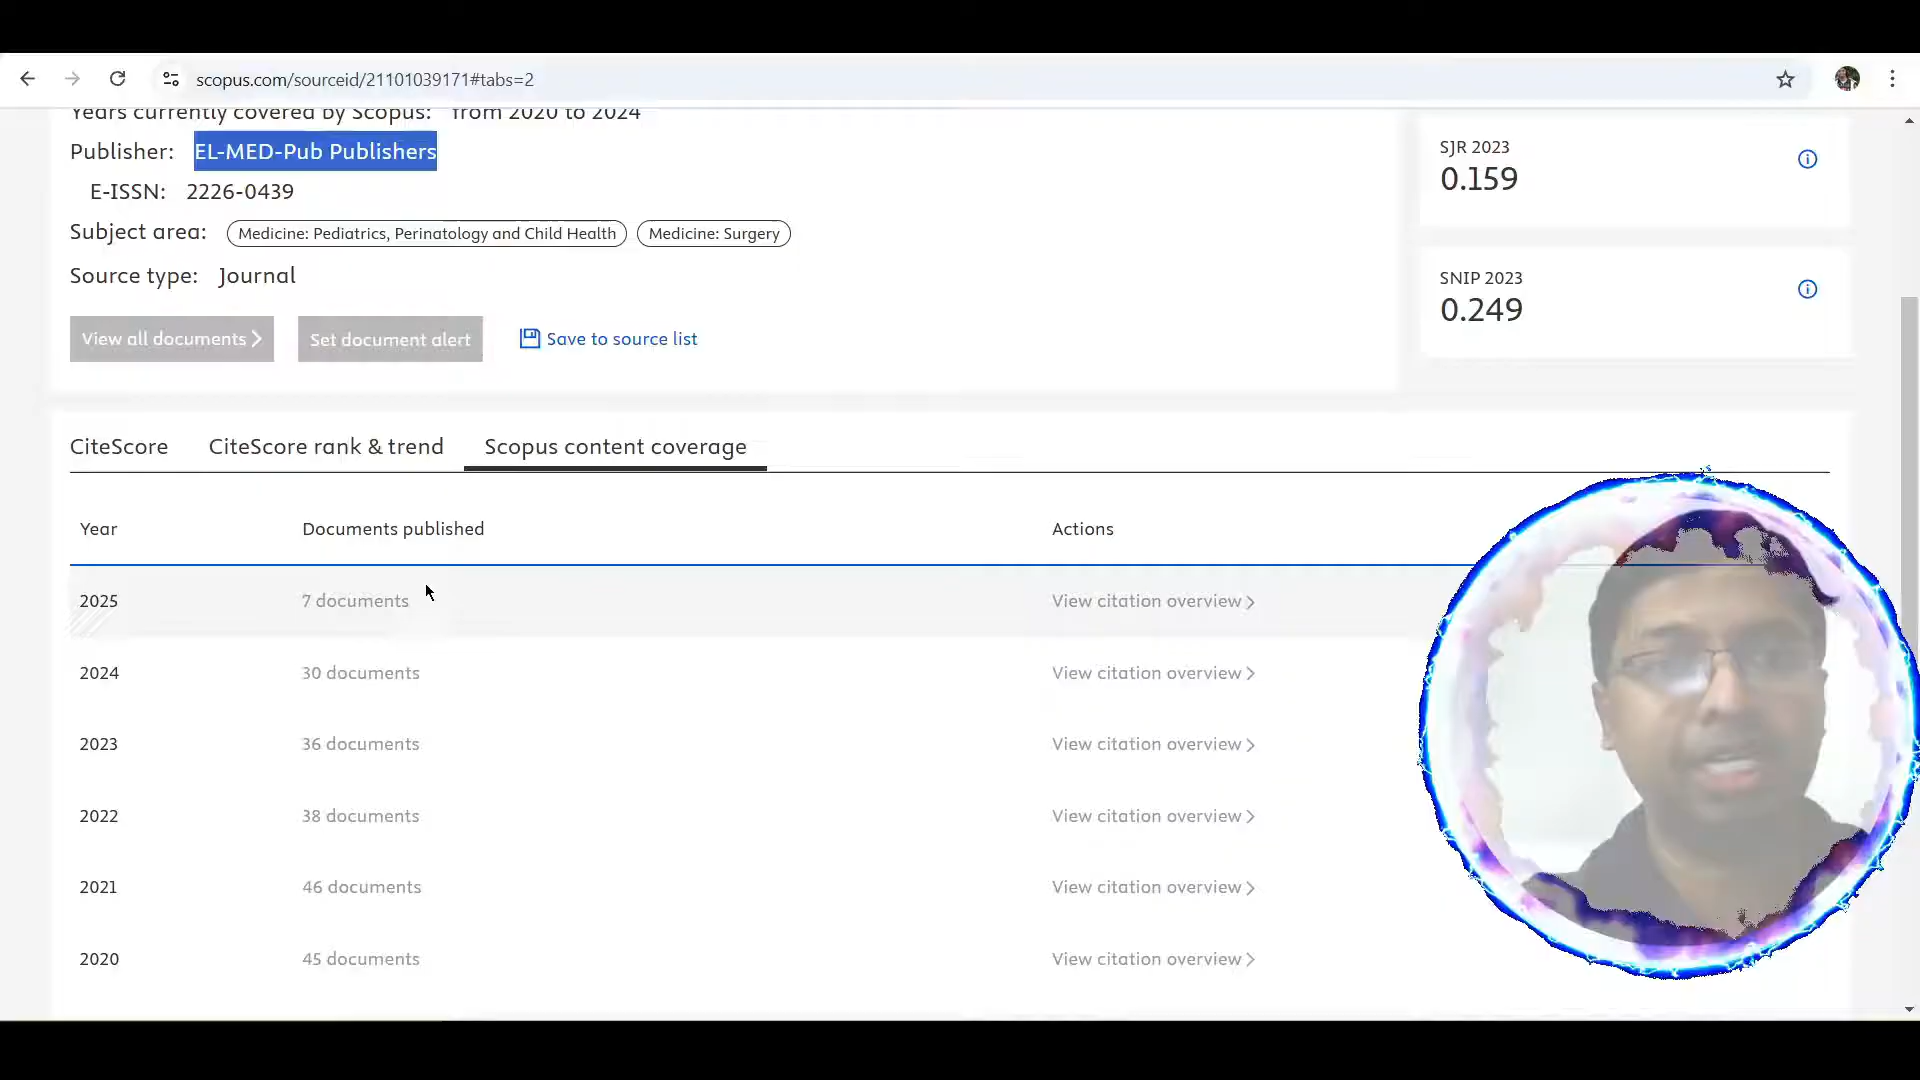 scopus.com/sourceid/21101039171#tabs=2
Years currently covered by Scopus: from 2020 to 2024
Publisher: EL-MED-Pub Publishers
E-ISSN: 2226-0439
Subject area: Medicine: Pediatrics, Perinatology and Child Health Medicine: Surgery
Source type: Journal
View all documents
Set document alert
Save to source list
SJR 2023
0.159
SNIP 2023
0.249
CiteScore CiteScore rank & trend Scopus content coverage
Year Documents published Actions
2025 7 documents View citation overview
2024 30 documents View citation overview
2023 36 documents View citation overview
2022 38 documents View citation overview
2021 46 documents View citation overview
2020 45 documents View citation overview